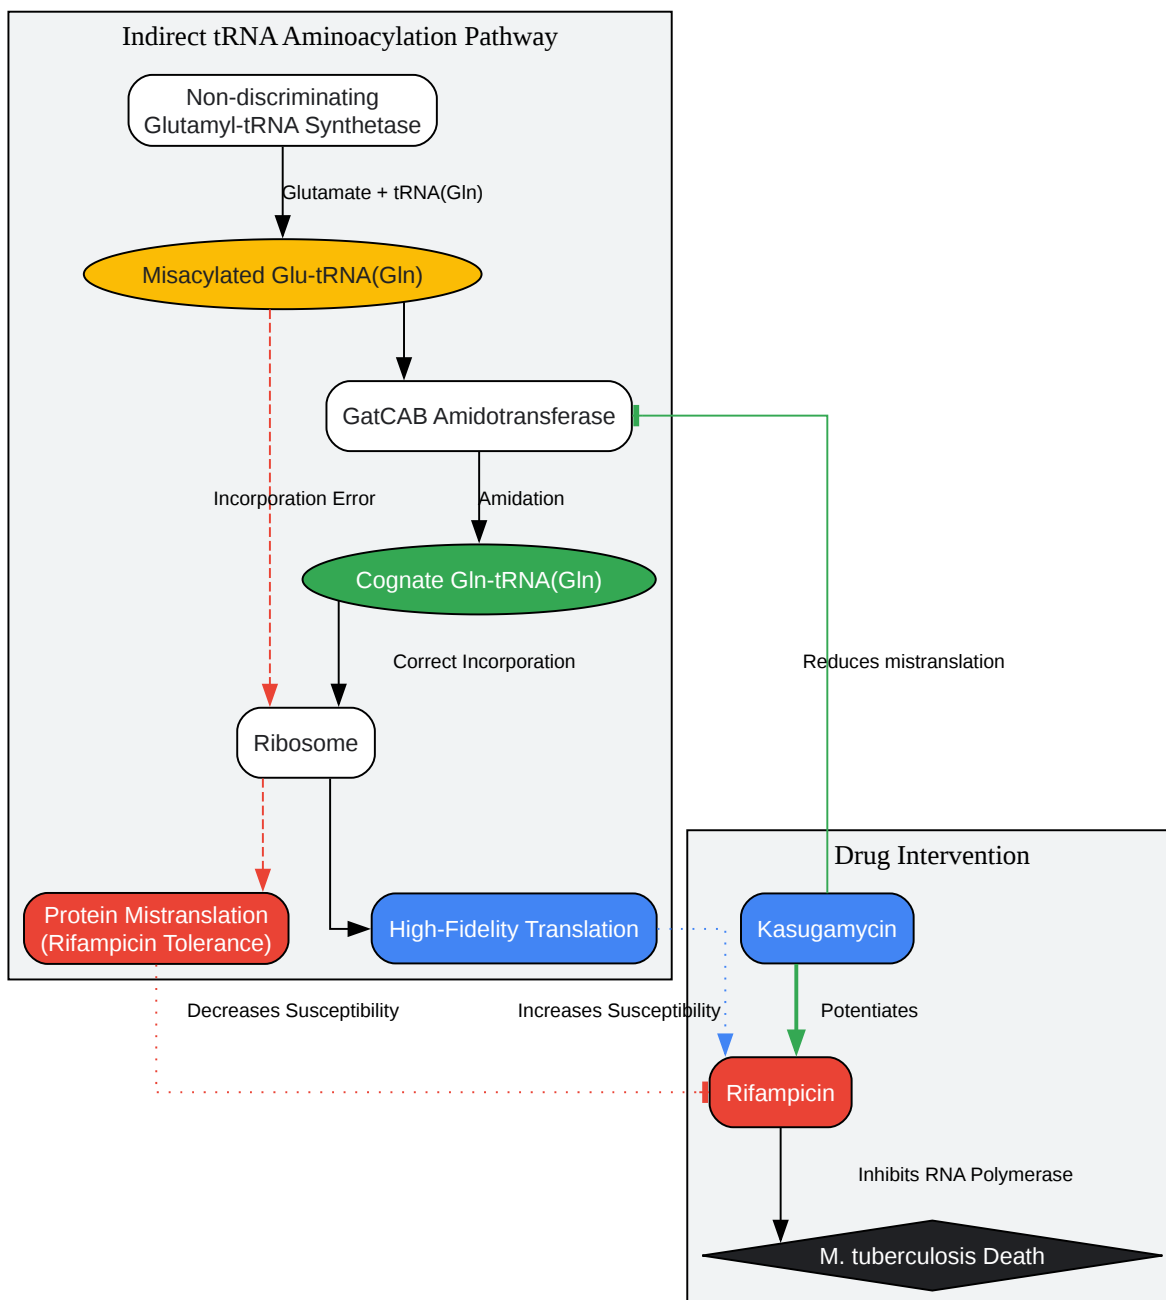 Indirect tRNA Aminoacylation Pathway
Non-discriminating
Glutamyl-tRNA Synthetase
Glutamate + tRNA(Gln)
Misacylated Glu-tRNA(Gln)
GatCAB Amidotransferase
Incorporation Error
Amidation
Cognate Gln-tRNA(Gln)
Correct Incorporation
Reduces mistranslation
Ribosome
Drug Intervention
Protein Mistranslation
(Rifampicin Tolerance)
High-Fidelity Translation
Kasugamycin
Decreases Susceptibility
Increases Susceptibility
Potentiates
Rifampicin
Inhibits RNA Polymerase
M. tuberculosis Death